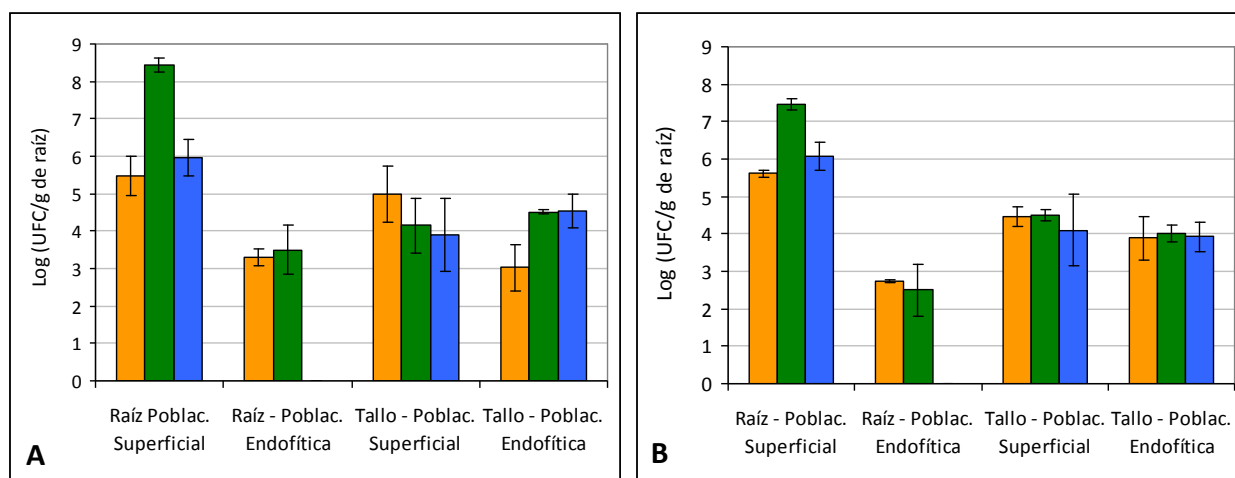 Log (UFC/g de raíz)
9
8
7
6
5
4
3
2
1
0
Raíz Poblac. Superficial
Raíz - Poblac. Endofítica
Tallo - Poblac. Superficial
Tallo - Poblac. Endofítica
A
Log (UFC/g de raíz)
9
8
7
6
5
4
3
2
1
0
Raíz - Poblac. Superficial
Raíz - Poblac. Endofítica
Tallo - Poblac. Superficial
Tallo - Poblac. Endofítica
B